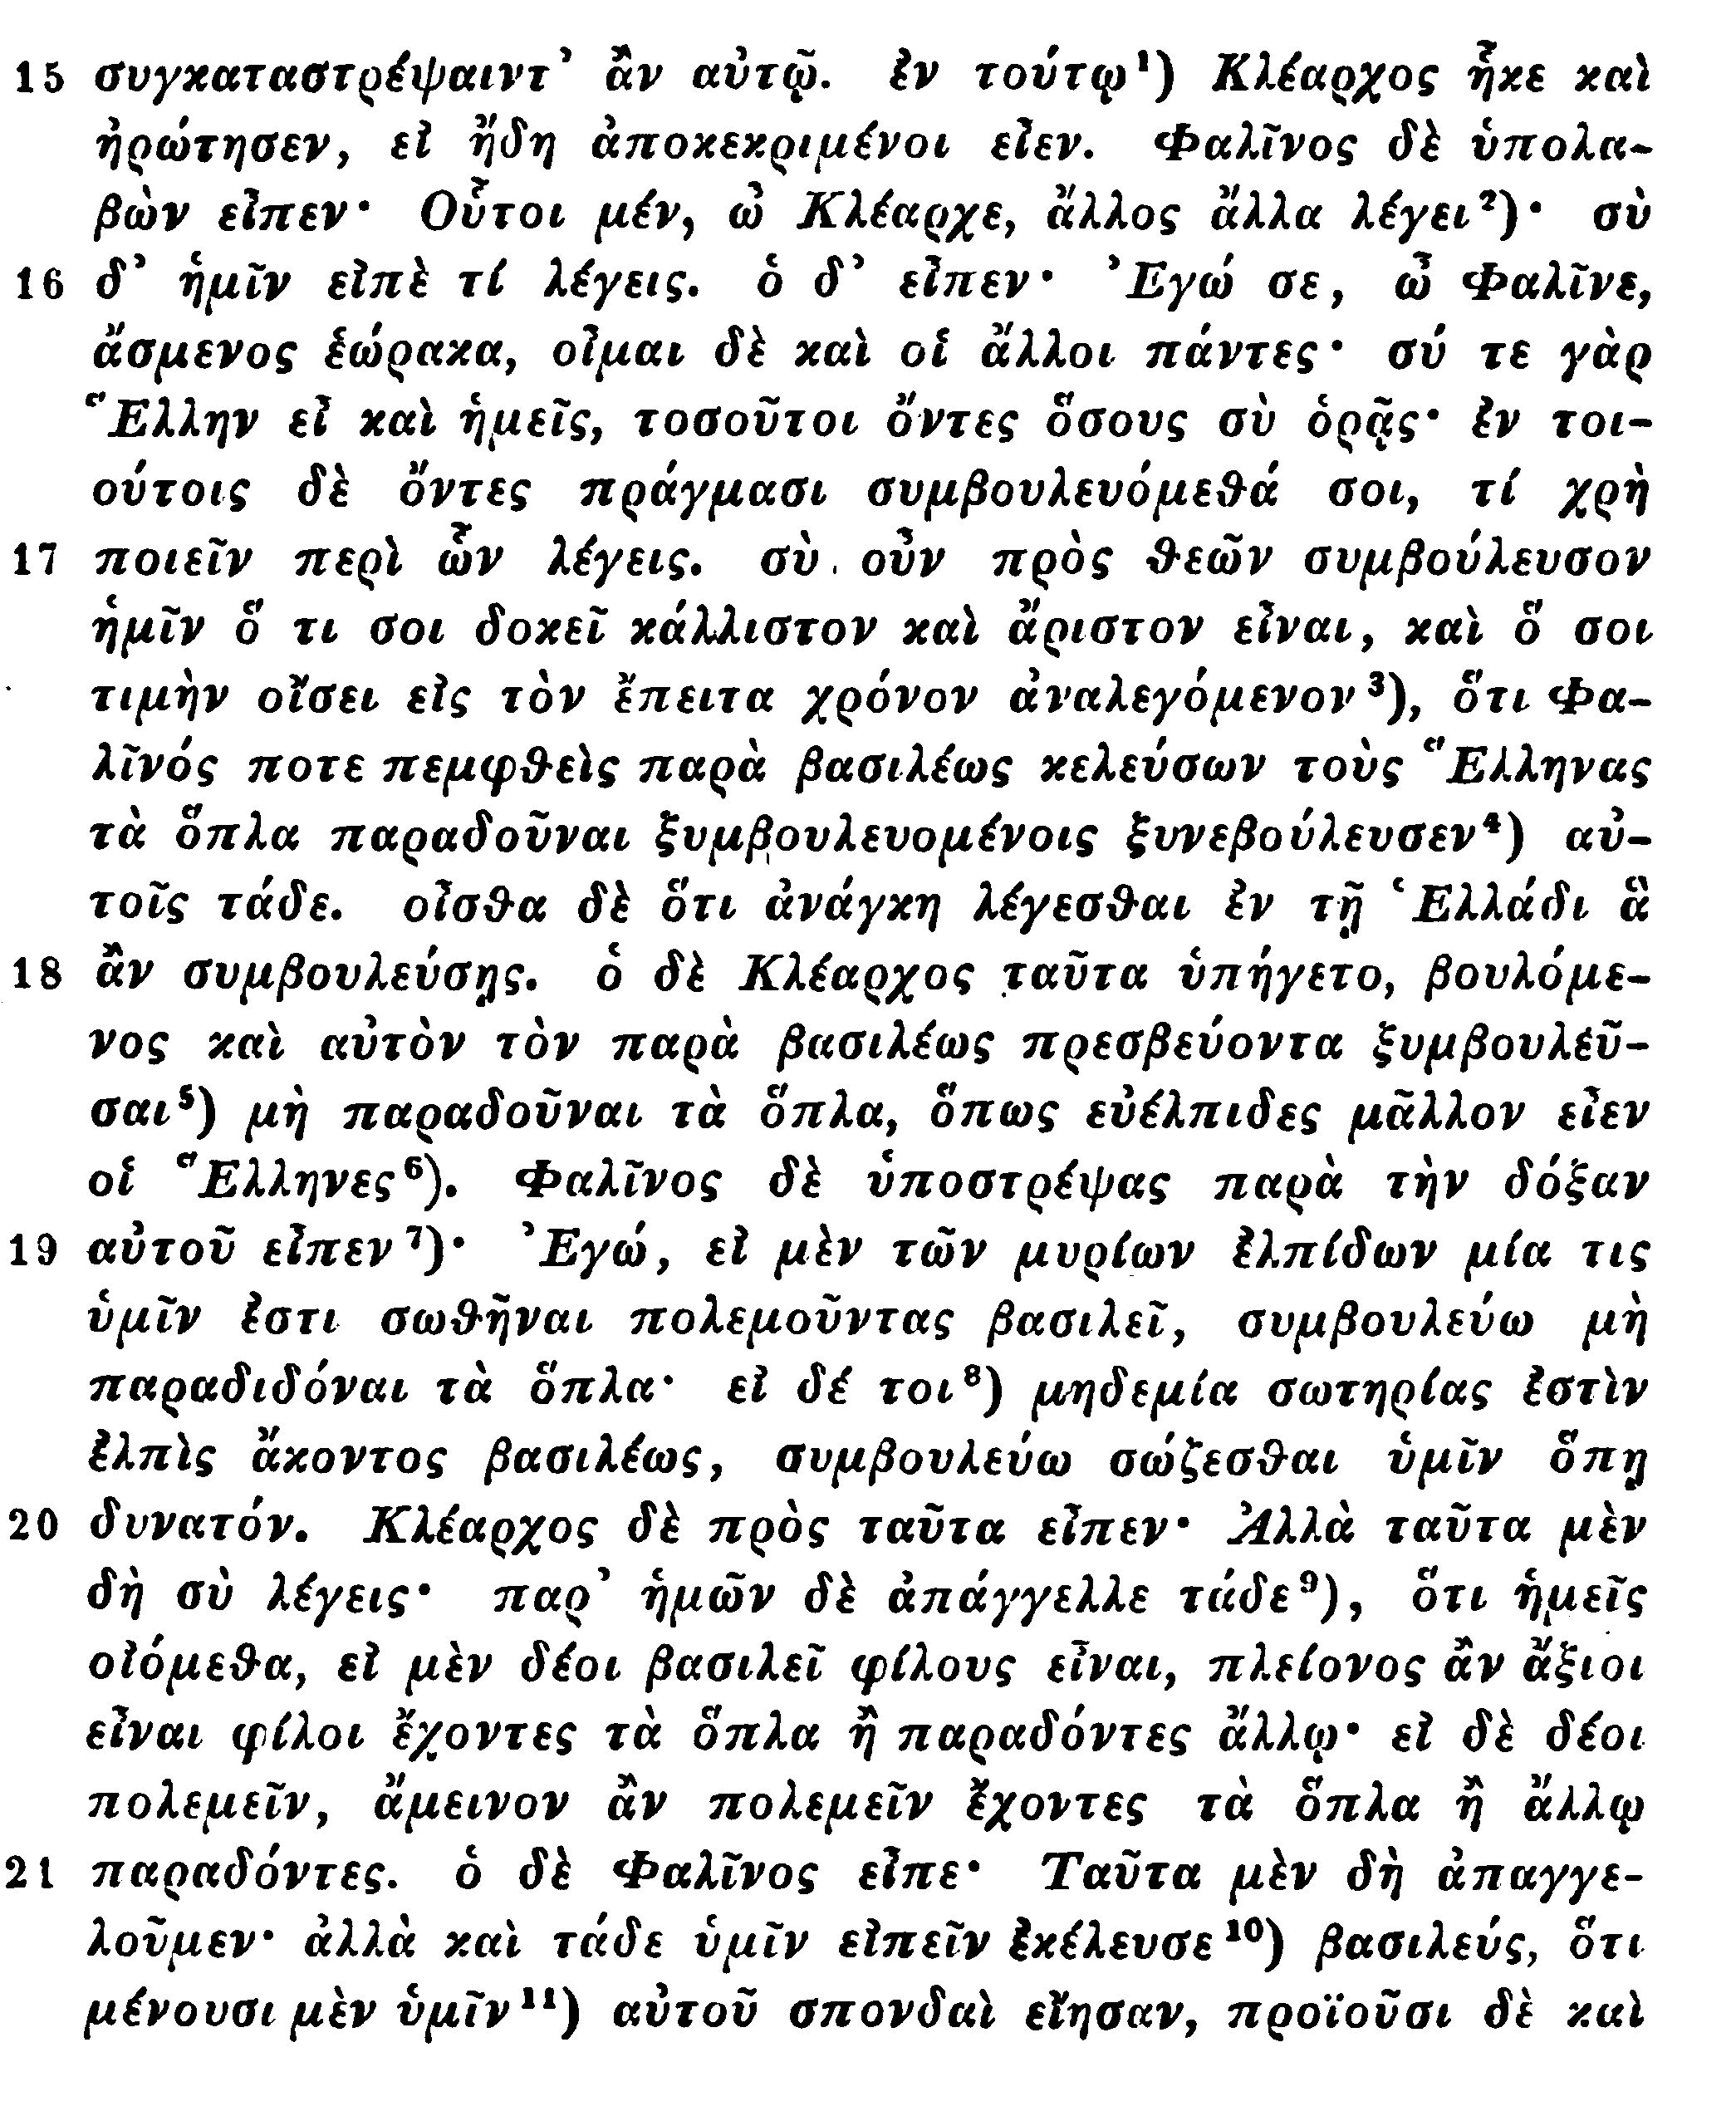 15 συγκαταστρέψαιντ’ ἂν αὐτῷ. ἐν τούτῳ¹) Κλέαρχος ἧκε καὶ
ἠρώτησεν, εἰ ἤδη ἀποκεκριμένοι εἶεν. Φαλῖνος δὲ ὑπολα-
βὼν εἶπεν· Οὗτοι μέν, ὦ Κλέαρχε, ἄλλος ἄλλα λέγει²)· σὺ
16 δ’ ἡμῖν εἰπὲ τί λέγεις. ὁ δ’ εἶπεν· Ἐγώ σε, ὦ Φαλῖνε,
ἄσμενος ἑώρακα, οἶμαι δὲ καὶ οἱ ἄλλοι πάντες· σύ τε γὰρ
Ἕλλην εἶ καὶ ἡμεῖς, τοσοῦτοι ὄντες ὅσους σὺ ὁρᾷς· ἐν τοι-
ούτοις δὲ ὄντες πράγμασι συμβουλευόμεθά σοι, τί χρὴ
17 ποιεῖν περὶ ὧν λέγεις. σὺ οὖν πρὸς θεῶν συμβούλευσον
ἡμῖν ὅ τι σοι δοκεῖ κάλλιστον καὶ ἄριστον εἶναι, καὶ ὅ σοι
τιμὴν οἴσει εἰς τὸν ἔπειτα χρόνον ἀναλεγόμενον³), ὅτι Φα-
λῖνός ποτε πεμφθεὶς παρὰ βασιλέως κελεύσων τοὺς Ἕλληνας
τὰ ὅπλα παραδοῦναι ξυμβουλευομένοις ξυνεβούλευσεν⁴) αὐ-
τοῖς τάδε. οἶσθα δὲ ὅτι ἀνάγκη λέγεσθαι ἐν τῇ Ἑλλάδι ἃ
18 ἂν συμβουλεύσῃς. ὁ δὲ Κλέαρχος ταῦτα ὑπήγετο, βουλόμε-
νος καὶ αὐτὸν τὸν παρὰ βασιλέως πρεσβεύοντα ξυμβουλεῦ-
σαι⁵) μὴ παραδοῦναι τὰ ὅπλα, ὅπως εὐέλπιδες μᾶλλον εἶεν
οἱ Ἕλληνες⁶). Φαλῖνος δὲ ὑποστρέψας παρὰ τὴν δόξαν
19 αὐτοῦ εἶπεν⁷)· Ἐγώ, εἰ μὲν τῶν μυρίων ἐλπίδων μία τις
ὑμῖν ἐστι σωθῆναι πολεμοῦντας βασιλεῖ, συμβουλεύω μὴ
παραδιδόναι τὰ ὅπλα· εἰ δέ τοι⁸) μηδεμία σωτηρίας ἐστὶν
ἐλπὶς ἄκοντος βασιλέως, συμβουλεύω σώζεσθαι ὑμῖν ὅπῃ
20 δυνατόν. Κλέαρχος δὲ πρὸς ταῦτα εἶπεν· Ἀλλὰ ταῦτα μὲν
δὴ σὺ λέγεις· παρ’ ἡμῶν δὲ ἀπάγγελλε τάδε⁹), ὅτι ἡμεῖς
οἰόμεθα, εἰ μὲν δέοι βασιλεῖ φίλους εἶναι, πλείονος ἂν ἄξιοι
εἶναι φίλοι ἔχοντες τὰ ὅπλα ἢ παραδόντες ἄλλῳ· εἰ δὲ δέοι
πολεμεῖν, ἄμεινον ἂν πολεμεῖν ἔχοντες τὰ ὅπλα ἢ ἄλλῳ
21 παραδόντες. ὁ δὲ Φαλῖνος εἶπε· Ταῦτα μὲν δὴ ἀπαγγε-
λοῦμεν· ἀλλὰ καὶ τάδε ὑμῖν εἰπεῖν ἐκέλευσε¹⁰) βασιλεύς, ὅτι
μένουσι μὲν ὑμῖν¹¹) αὐτοῦ σπονδαὶ εἴησαν, προϊοῦσι δὲ καὶ